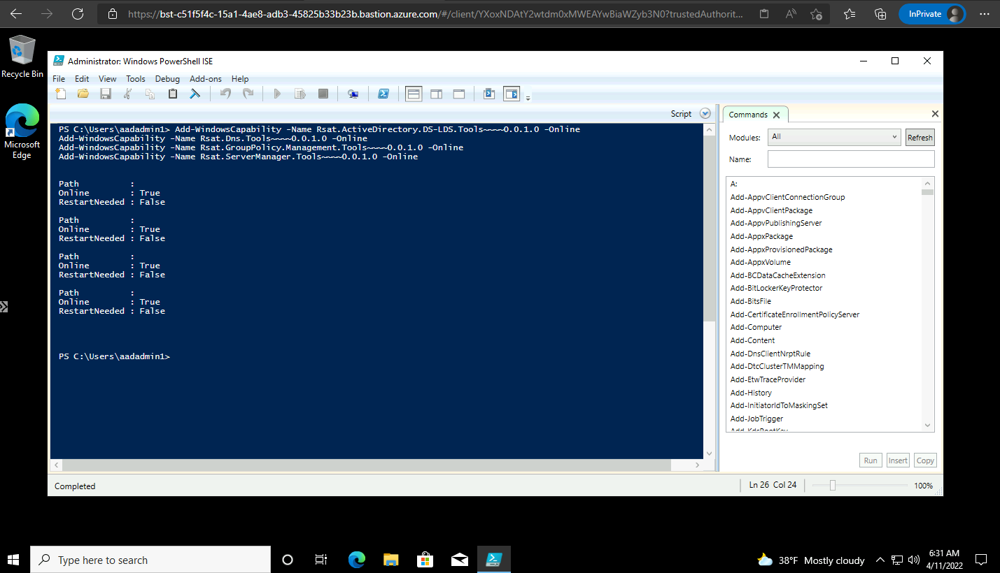 https://bst-c51f5f4c-15a1-4ae8-adb3-45825b33b23b.bastion.azure.com/#/client/YXoxNDAtY2wtdm0xMWEAYwBiaWZyb3N0?trustedAuthorit...
InPrivate
Recycle Bin
Microsoft
Edge
Administrator: Windows PowerShell ISE
File Edit View Tools Debug Add-ons Help
Script
PS C:\Users\aadadmin1> Add-WindowsCapability -Name Rsat.ActiveDirectory.DS-LDS.Tools~~~~0.0.1.0 -Online
Add-WindowsCapability -Name Rsat.Dns.Tools~~~~0.0.1.0 -Online
Add-WindowsCapability -Name Rsat.GroupPolicy.Management.Tools~~~~0.0.1.0 -Online
Add-WindowsCapability -Name Rsat.ServerManager.Tools~~~~0.0.1.0 -Online
Path :
Online : True
RestartNeeded : False
Path :
Online : True
RestartNeeded : False
Path :
Online : True
RestartNeeded : False
Path :
Online : True
RestartNeeded : False
PS C:\Users\aadadmin1>
Commands
Modules: All Refresh
Name:
A:
Add-AppvClientConnectionGroup
Add-AppvClientPackage
Add-AppvPublishingServer
Add-AppxPackage
Add-AppxProvisionedPackage
Add-AppxVolume
Add-BCDataCacheExtension
Add-BitLockerKeyProtector
Add-BitsFile
Add-CertificateEnrollmentPolicyServer
Add-Computer
Add-Content
Add-DnsClientNrptRule
Add-DtcClusterTMMapping
Add-EtwTraceProvider
Add-History
Add-InitiatorIdToMaskingSet
Add-JobTrigger
Add-KdsRootKey
Run Insert Copy
Completed
Ln 26 Col 24
100%
Type here to search
38°F Mostly cloudy
6:31 AM
4/11/2022